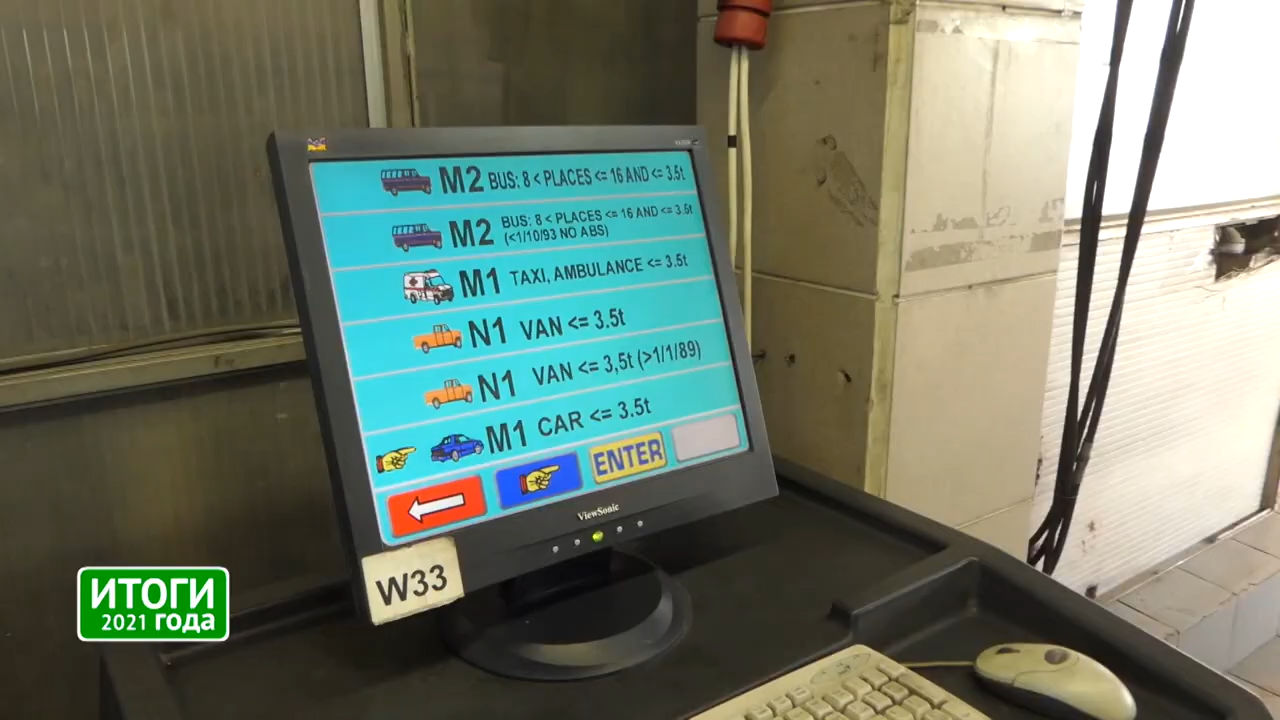 M2 BUS: 8 < PLACES <= 16 AND <= 3.5t
M2 BUS: 8 < PLACES <= 16 AND <= 3.5t
(<1/10/93 NO ABS)
M1 TAXI, AMBULANCE <= 3.5t
N1 VAN <= 3.5t
N1 VAN <= 3,5t (>1/1/89)
M1 CAR <= 3.5t
ENTER
ViewSonic
W33
ИТОГИ
2021 года